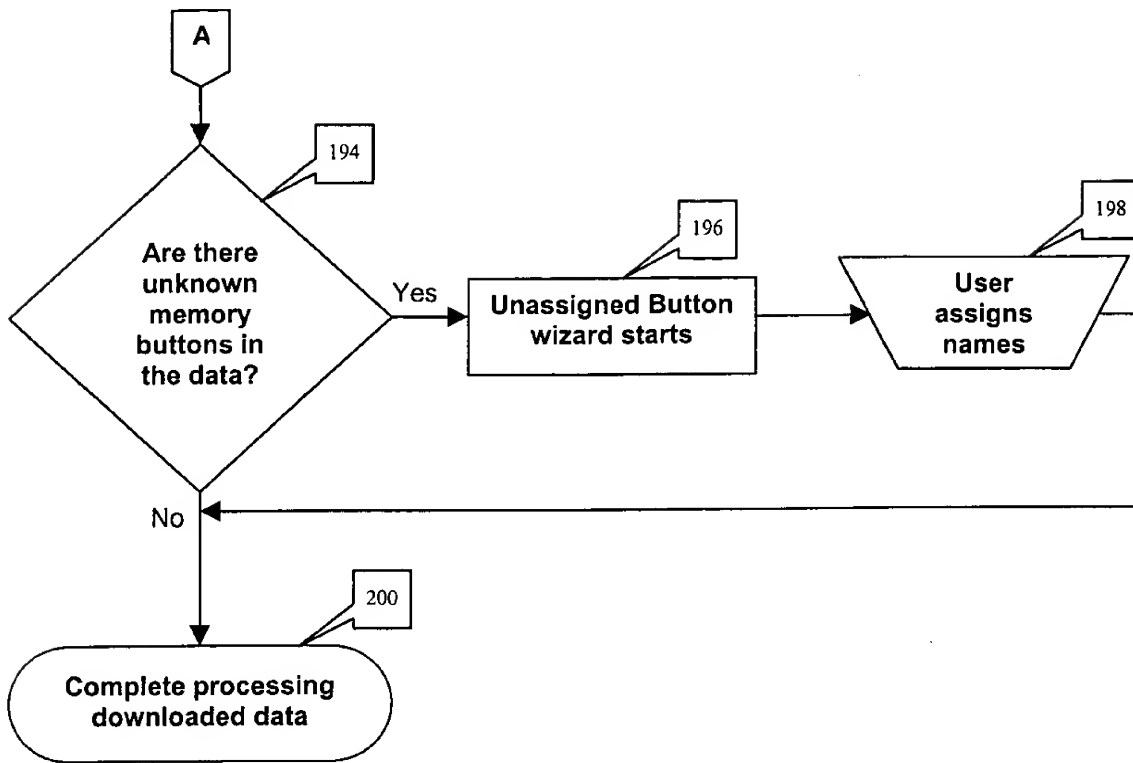 A
194
Are there
unknown
memory
buttons in
the data?
Yes
196
Unassigned Button
wizard starts
198
User
assigns
names
No
200
Complete processing
downloaded data